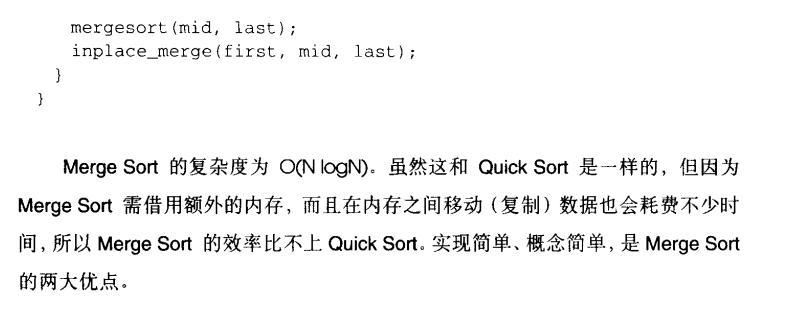 mergesort(mid, last);
inplace_merge(first, mid, last);
}
}
Merge Sort 的复杂度为 O(N logN)。虽然这和 Quick Sort 是一样的，但因为
Merge Sort 需借用额外的内存，而且在内存之间移动（复制）数据也会耗费不少时
间，所以 Merge Sort 的效率比不上 Quick Sort。实现简单、概念简单，是 Merge Sort
的两大优点。